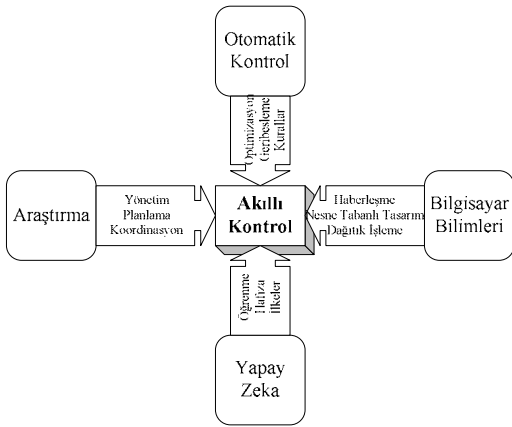 Otomatik
Kontrol
Optimizasyon
Geribesleme
Kurallar
Araştırma
Yönetim
Planlama
Koordinasyon
Akıllı
Kontrol
Haberleşme
Nesne Tabanlı Tasarım
Dağıtık İşleme
Bilgisayar
Bilimleri
Öğrenme
Hafıza
İlkeler
Yapay
Zeka